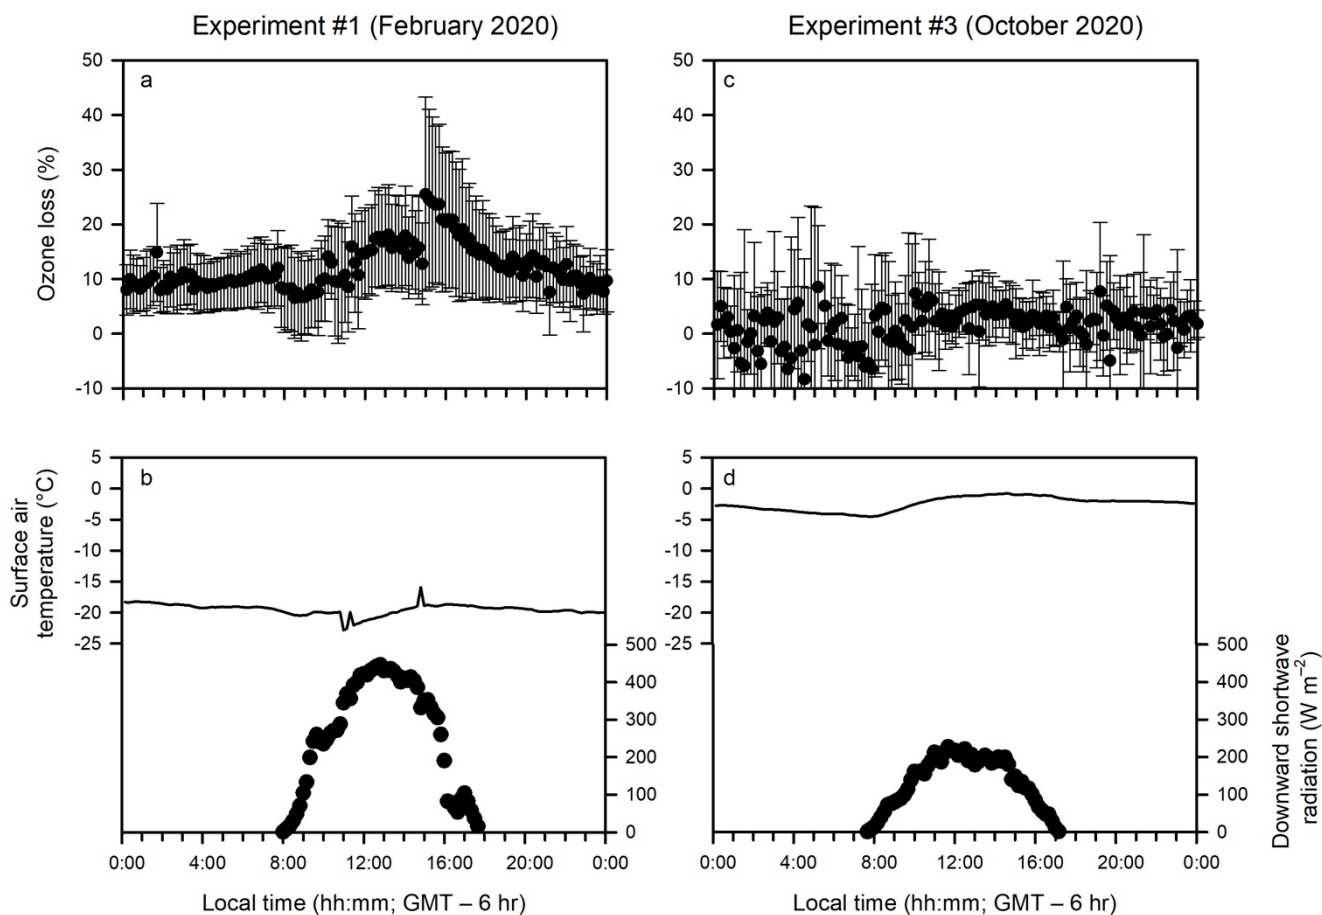 Experiment #1 (February 2020)
Experiment #3 (October 2020)
a
50
40
30
20
10
0
-10
Ozone loss (%)
c
50
40
30
20
10
0
-10
b
5
0
-5
-10
-15
-20
-25
Surface air
temperature (°C)
500
400
300
200
100
0
0:00 4:00 8:00 12:00 16:00 20:00 0:00
Local time (hh:mm; GMT – 6 hr)
d
5
0
-5
-10
-15
-20
-25
500
400
300
200
100
0
Downward shortwave
radiation (W m⁻²)
0:00 4:00 8:00 12:00 16:00 20:00 0:00
Local time (hh:mm; GMT – 6 hr)